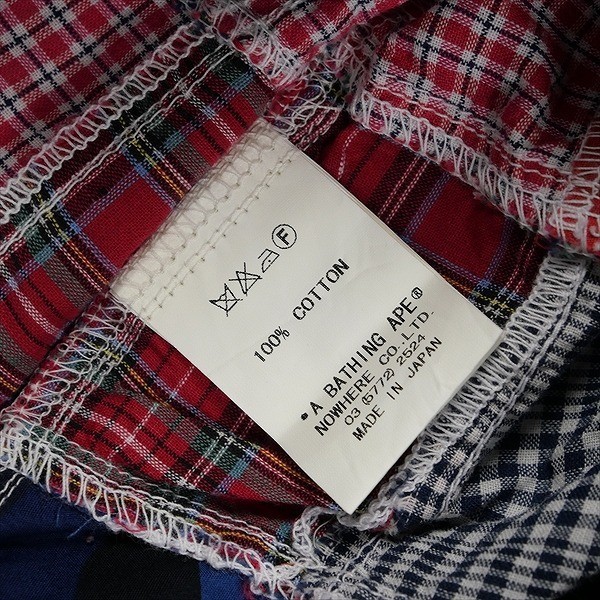 F
100% COTTON
•A BATHING APE®
NOWHERE CO.,LTD.
03 (5772) 2524
MADE IN JAPAN